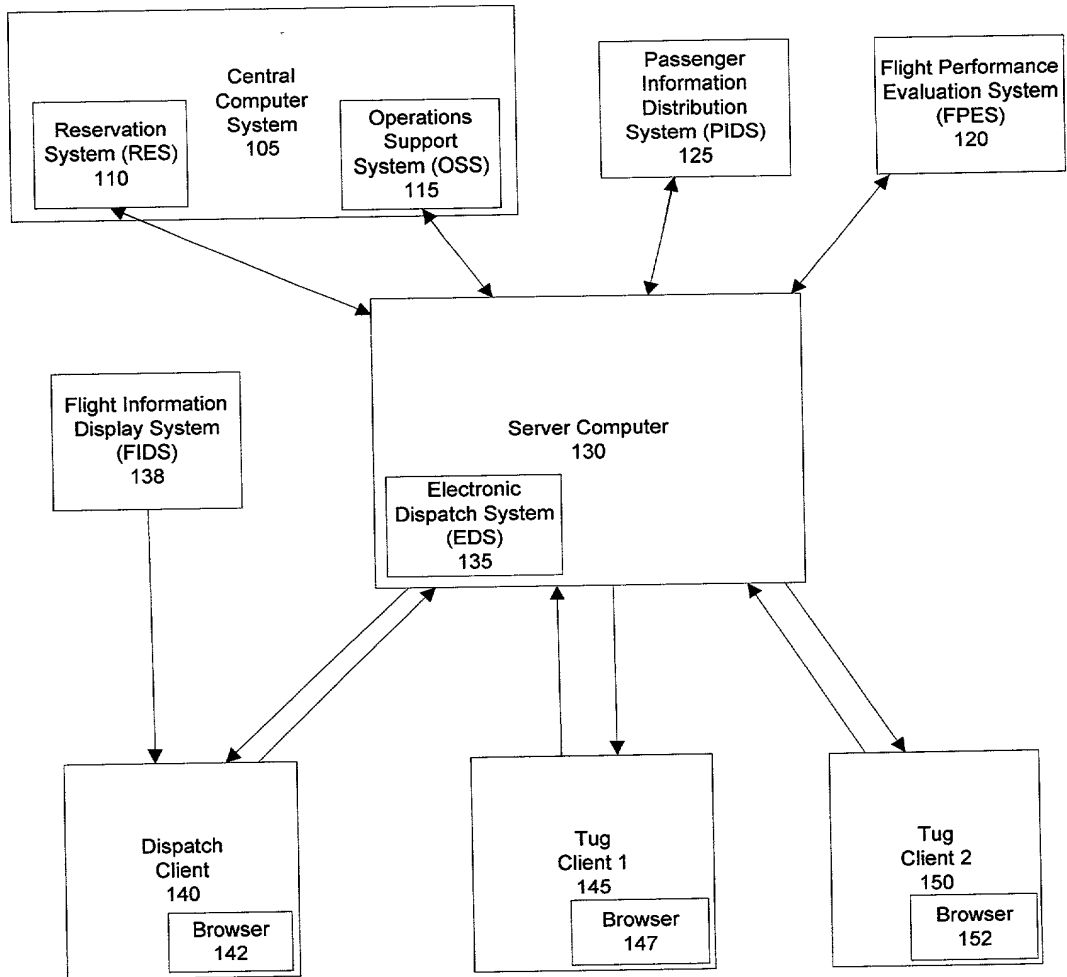 Central
Computer
System
105
Reservation
System (RES)
110
Operations
Support
System (OSS)
115
Passenger
Information
Distribution
System (PIDS)
125
Flight Performance
Evaluation System
(FPES)
120
Flight Information
Display System
(FIDS)
138
Server Computer
130
Electronic
Dispatch System
(EDS)
135
Dispatch
Client
140
Browser
142
Tug
Client 1
145
Browser
147
Tug
Client 2
150
Browser
152